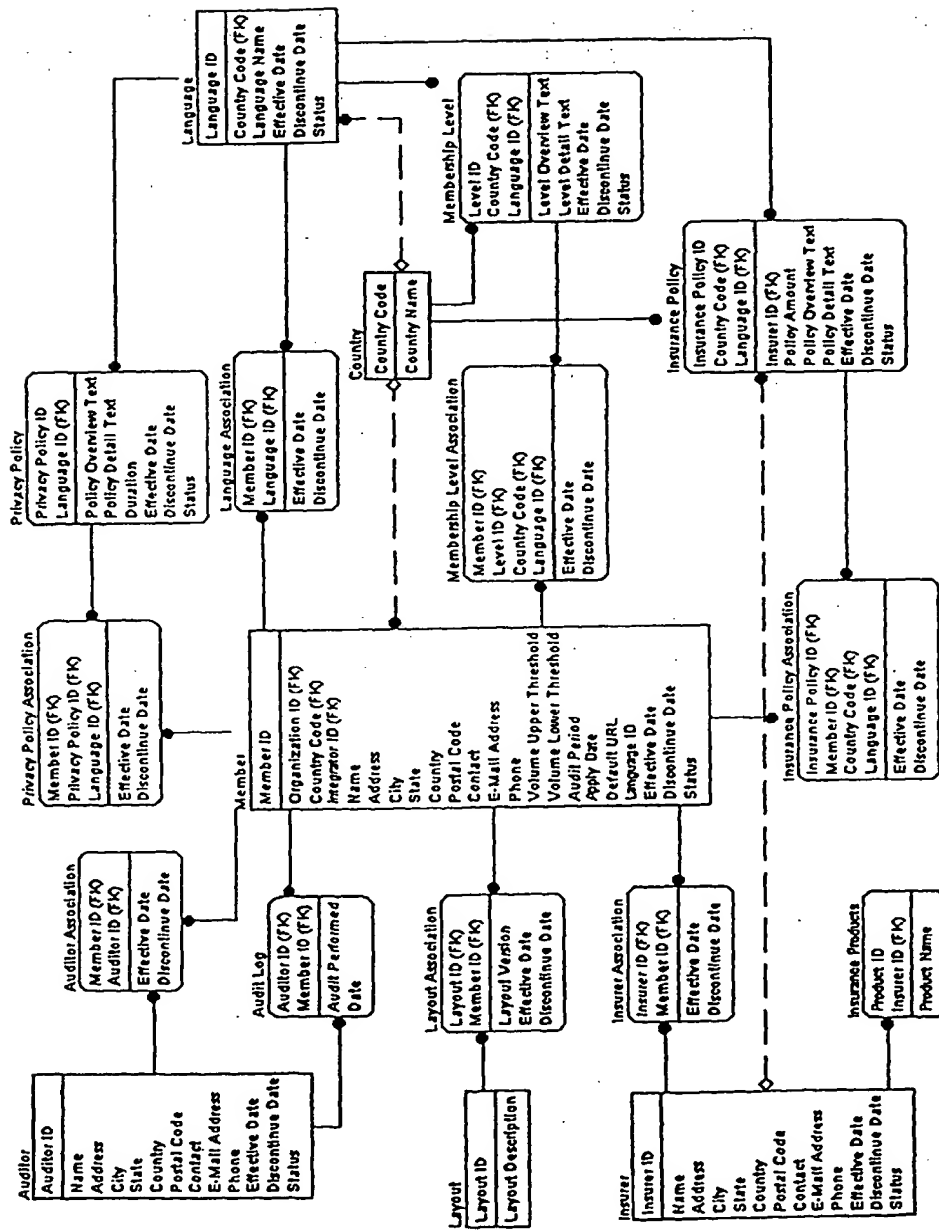 Auditor
Auditor ID
Name
Address
City
State
Country
Postal Code
Contact
E-Mail Address
Phone
Effective Date
Discontinue Date
Status
Auditor Association
Member ID (FK)
Auditor ID (FK)
Effective Date
Discontinue Date
Audit Log
Auditor ID (FK)
Member ID (FK)
Audit Performed
Date
Privacy Policy Association
Member ID (FK)
Privacy Policy ID (FK)
Language ID (FK)
Effective Date
Discontinue Date
Privacy Policy
Privacy Policy ID
Language ID (FK)
Policy Overview Text
Policy Detail Text
Duration
Effective Date
Discontinue Date
Status
Language
Language ID
Country Code (FK)
Language Name
Effective Date
Discontinue Date
Status
Language Association
Member ID (FK)
Language ID (FK)
Effective Date
Discontinue Date
Member
Member ID
Organization ID (FK)
Country Code (FK)
Integrator ID (FK)
Name
Address
City
State
Country
Postal Code
Contact
E-Mail Address
Phone
Volume Upper Threshold
Volume Lower Threshold
Audit Period
Apply Date
Default URL
Language ID
Effective Date
Discontinue Date
Status
Country
Country Code
Country Name
Membership Level
Level ID
Country Code (FK)
Language ID (FK)
Level Overview Text
Level Detail Text
Effective Date
Discontinue Date
Status
Layout
Layout ID
Layout Description
Layout Association
Layout ID (FK)
Member ID (FK)
Layout Version
Effective Date
Discontinue Date
Membership Level Association
Member ID (FK)
Level ID (FK)
Country Code (FK)
Language ID (FK)
Effective Date
Discontinue Date
Insurer
Insurer ID
Name
Address
City
State
Country
Postal Code
Contact
E-Mail Address
Phone
Effective Date
Discontinue Date
Status
Insurer Association
Insurer ID (FK)
Member ID (FK)
Effective Date
Discontinue Date
Insurance Products
Product ID
Insurer ID (FK)
Product Name
Insurance Policy Association
Insurance Policy ID (FK)
Member ID (FK)
Country Code (FK)
Language ID (FK)
Effective Date
Discontinue Date
Insurance Policy
Insurance Policy ID
Country Code (FK)
Language ID (FK)
Insurer ID (FK)
Policy Amount
Policy Overview Text
Policy Detail Text
Effective Date
Discontinue Date
Status